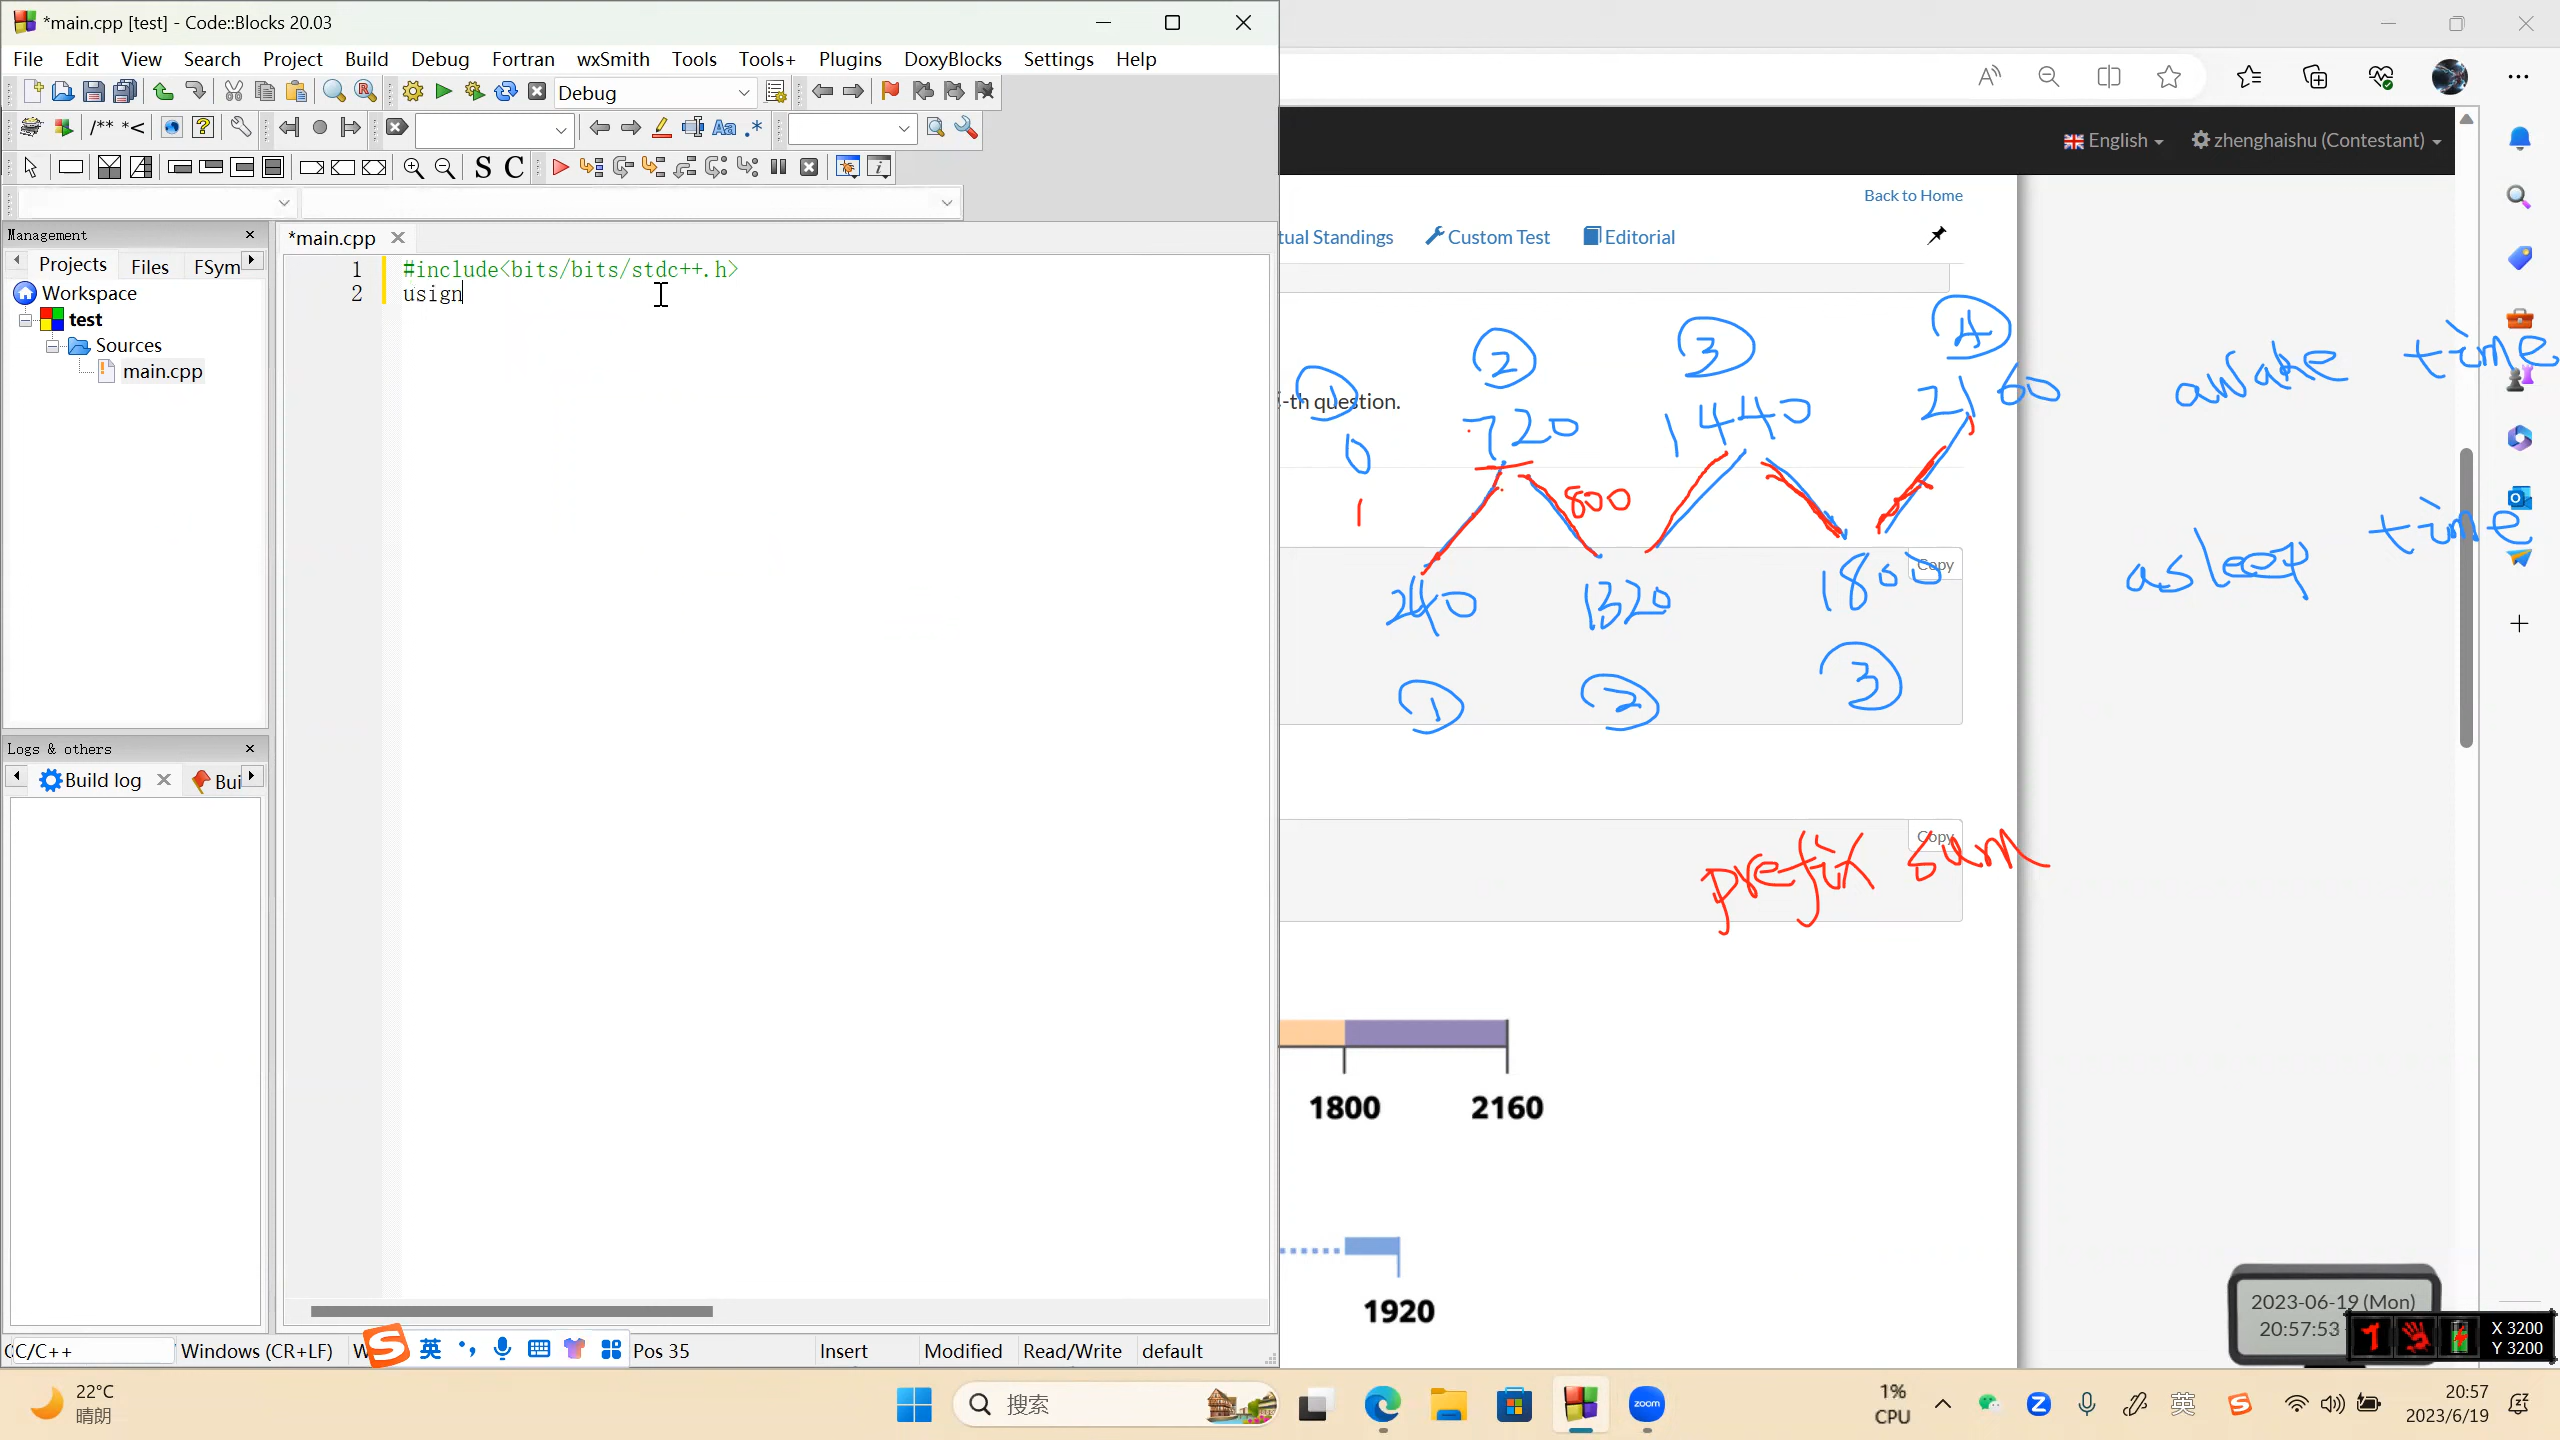 *main.cpp [test] - Code::Blocks 20.03
File Edit View Search Project Build Debug Fortran wxSmith Tools Tools+ Plugins DoxyBlocks Settings Help
Debug
/** *<
Aa .*
S C
Management
Projects Files FSym
Workspace
test
Sources
main.cpp
*main.cpp
1 #include<bits/bits/stdc++.h>
2 usign
Logs & others
Build log Bui
C/C++ Windows (CR+LF) 英 Pos 35 Insert Modified Read/Write default
English zhenghaishu (Contestant)
Back to Home
tual Standings Custom Test Editorial
-th question.
① ② ③ 4
0 720 1440 2160
1 800
240 1320 1800
① ② ③
awake time
asleep time
Copy
Copy
prefix sum
1800 2160
1920
2023-06-19 (Mon)
20:57:53
X 3200
Y 3200
22°C
晴朗
搜索
zoom
1%
CPU
英
20:57
2023/6/19